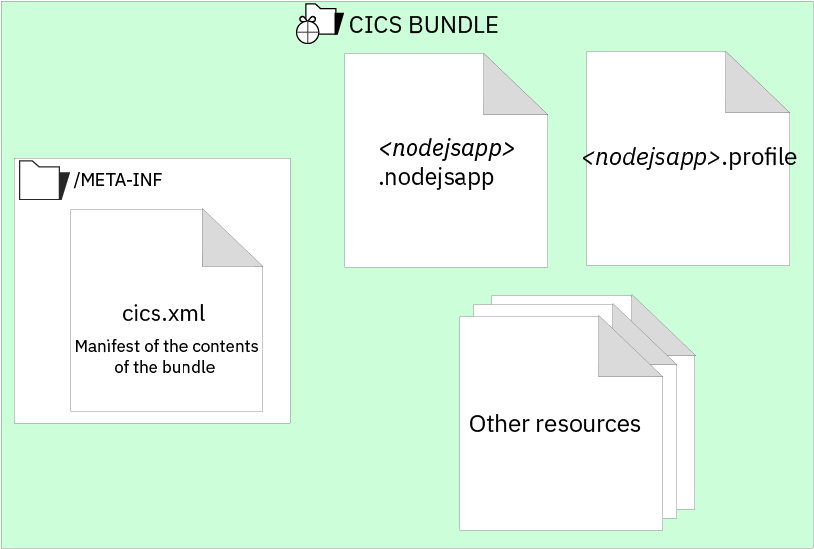 CICS BUNDLE
<nodejsapp>
.nodejsapp
<nodejsapp>.profile
/META-INF
cics.xml
Manifest of the contents
of the bundle
Other resources